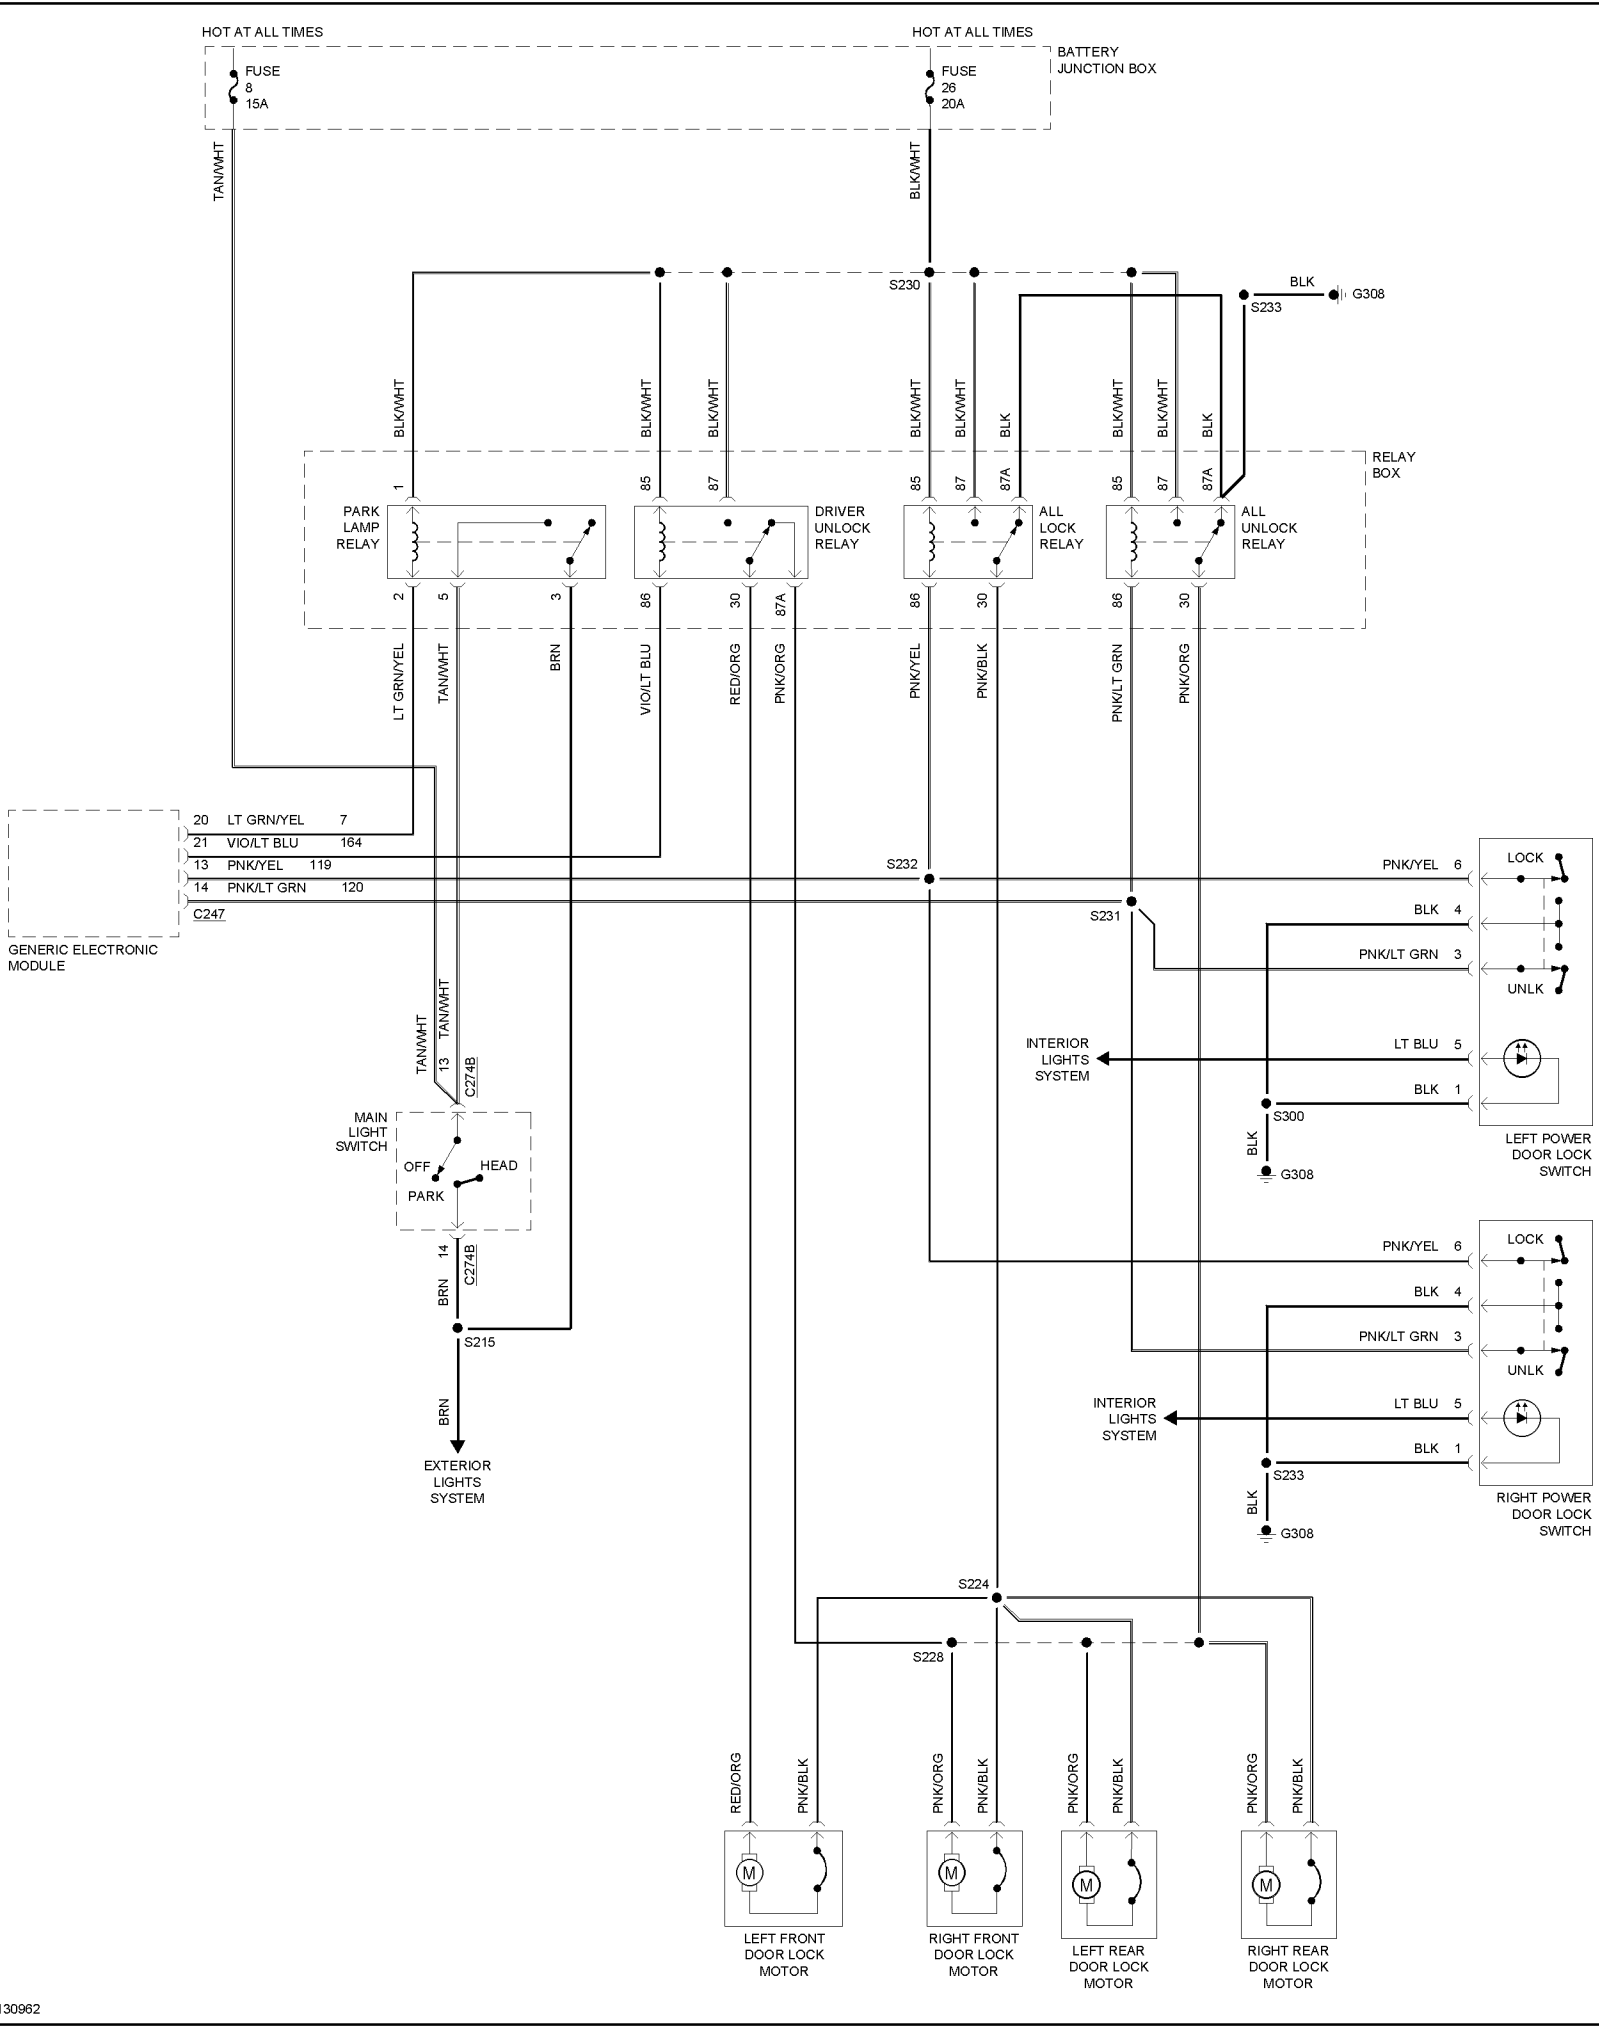 HOT AT ALL TIMES
HOT AT ALL TIMES
FUSE
8
15A
FUSE
26
20A
BATTERY
JUNCTION BOX
TAN/WHT
BLK/WHT
S230
BLK
G308
S233
BLK/WHT
BLK/WHT
BLK/WHT
BLK/WHT
BLK/WHT
BLK
BLK/WHT
BLK/WHT
BLK
RELAY
BOX
1
85
87
85
87
87A
85
87
87A
PARK
LAMP
RELAY
DRIVER
UNLOCK
RELAY
ALL
LOCK
RELAY
ALL
UNLOCK
RELAY
2
5
3
86
30
87A
86
30
86
30
LT GRN/YEL
TAN/WHT
BRN
VIO/LT BLU
RED/ORG
PNK/ORG
PNK/YEL
PNK/BLK
PNK/LT GRN
PNK/ORG
20 LT GRN/YEL 7
21 VIO/LT BLU 164
13 PNK/YEL 119
14 PNK/LT GRN 120
C247
GENERIC ELECTRONIC
MODULE
S232
S231
PNK/YEL 6
BLK 4
PNK/LT GRN 3
LT BLU 5
BLK 1
LOCK
UNLK
INTERIOR
LIGHTS
SYSTEM
S300
BLK
G308
LEFT POWER
DOOR LOCK
SWITCH
TAN/WHT
13 TAN/WHT
C274B
MAIN
LIGHT
SWITCH
OFF
HEAD
PARK
14
C274B
BRN
S215
BRN
EXTERIOR
LIGHTS
SYSTEM
PNK/YEL 6
BLK 4
PNK/LT GRN 3
LT BLU 5
BLK 1
LOCK
UNLK
INTERIOR
LIGHTS
SYSTEM
S233
BLK
G308
RIGHT POWER
DOOR LOCK
SWITCH
S224
S228
RED/ORG
PNK/BLK
PNK/ORG
PNK/BLK
PNK/ORG
PNK/BLK
PNK/ORG
PNK/BLK
M
M
M
M
LEFT FRONT
DOOR LOCK
MOTOR
RIGHT FRONT
DOOR LOCK
MOTOR
LEFT REAR
DOOR LOCK
MOTOR
RIGHT REAR
DOOR LOCK
MOTOR
130962